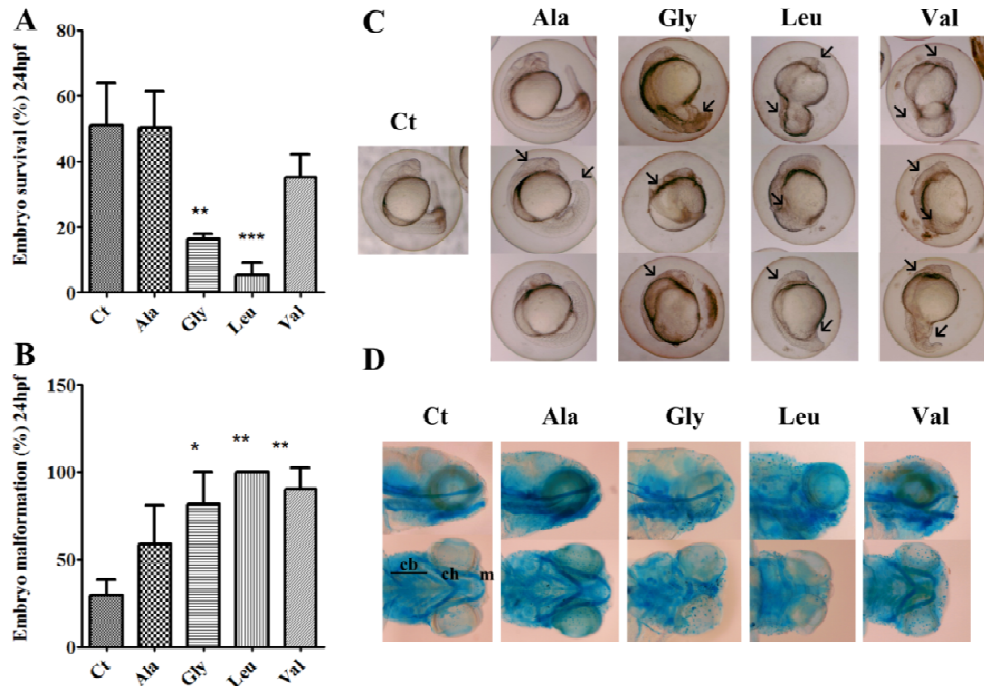 A
Embryo survival (%) 24hpf
80
60
40
20
0
**
***
Ct
Ala
Gly
Leu
Val
B
Embryo malformation (%) 24hpf
150
100
50
0
*
**
**
Ct
Ala
Gly
Leu
Val
C
Ala
Gly
Leu
Val
Ct
D
Ct
Ala
Gly
Leu
Val
cb
ch
m